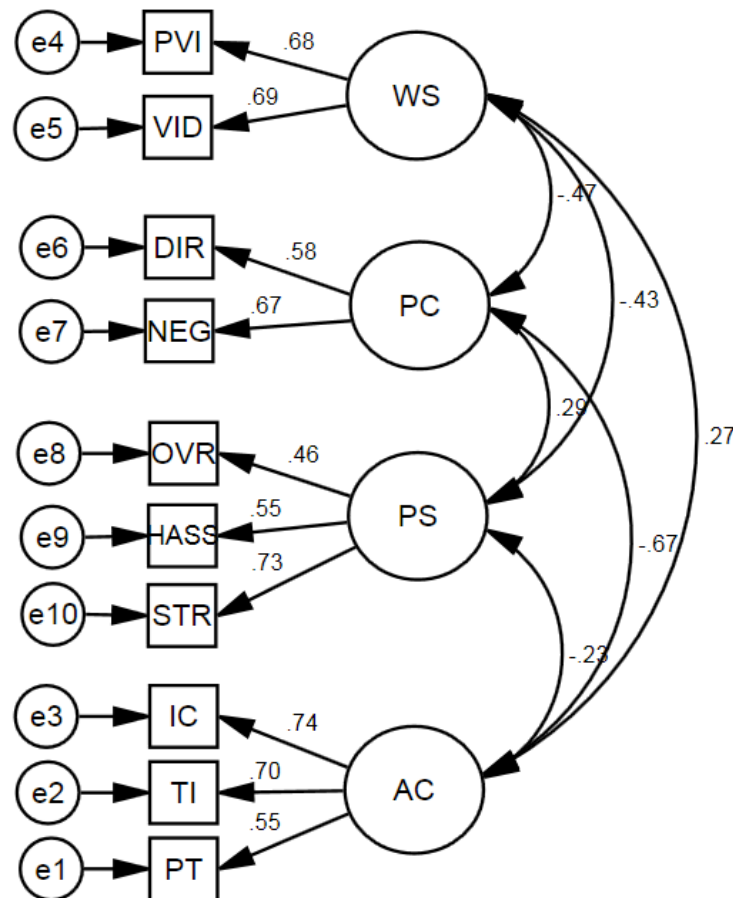 e4 PVI .68
WS
e5 VID .69
-.47
e6 DIR .58
PC
-.43
e7 NEG .67
.29
.27
e8 OVR .46
PS
e9 HASS .55
-.67
e10 STR .73
-.23
e3 IC .74
e2 TI .70
AC
e1 PT .55